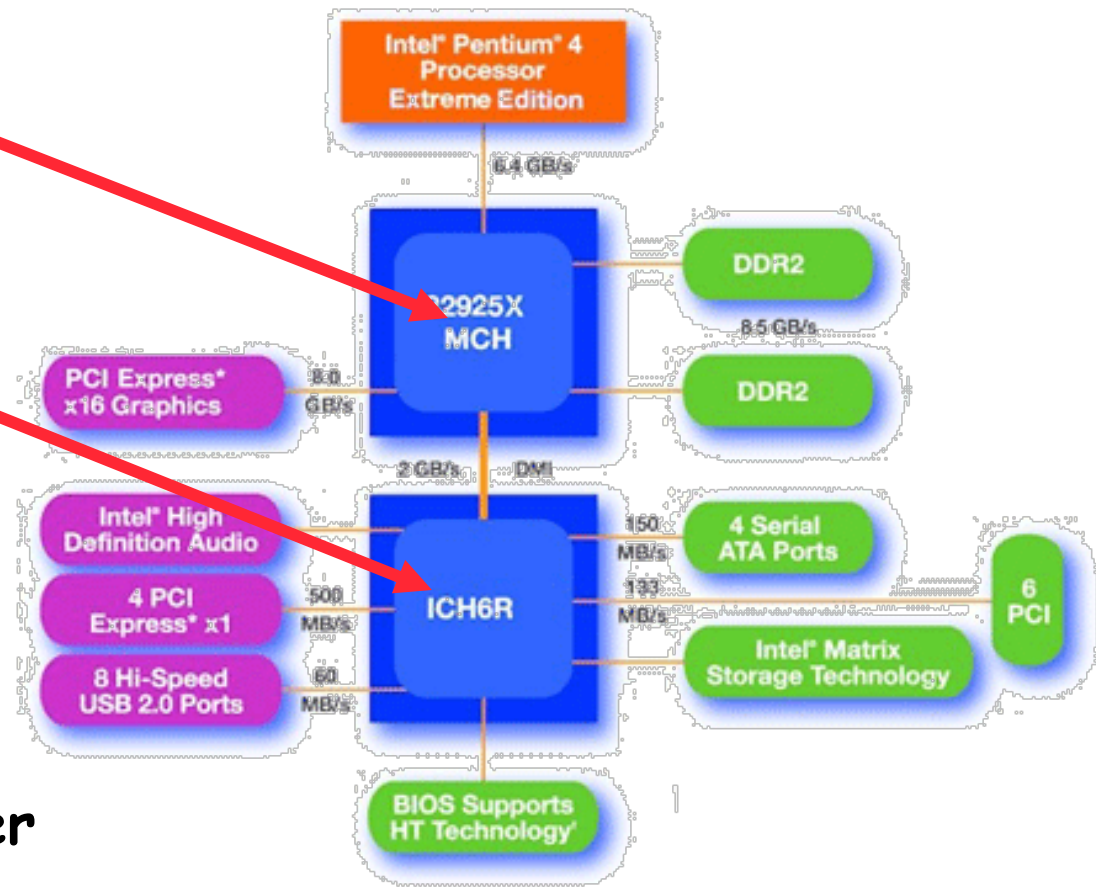 Intel® Pentium® 4
Processor
Extreme Edition
6.4 GB/s
2925X
MCH
DDR2
8.5 GB/s
DDR2
PCI Express*
x16 Graphics
8.0
GB/s
2 GB/s
DMI
Intel® High
Definition Audio
4 PCI
Express* x1
500
MB/s
8 Hi-Speed
USB 2.0 Ports
60
MB/s
ICH6R
150
MB/s
4 Serial
ATA Ports
133
MB/s
6
PCI
Intel® Matrix
Storage Technology
BIOS Supports
HT Technology¹
er